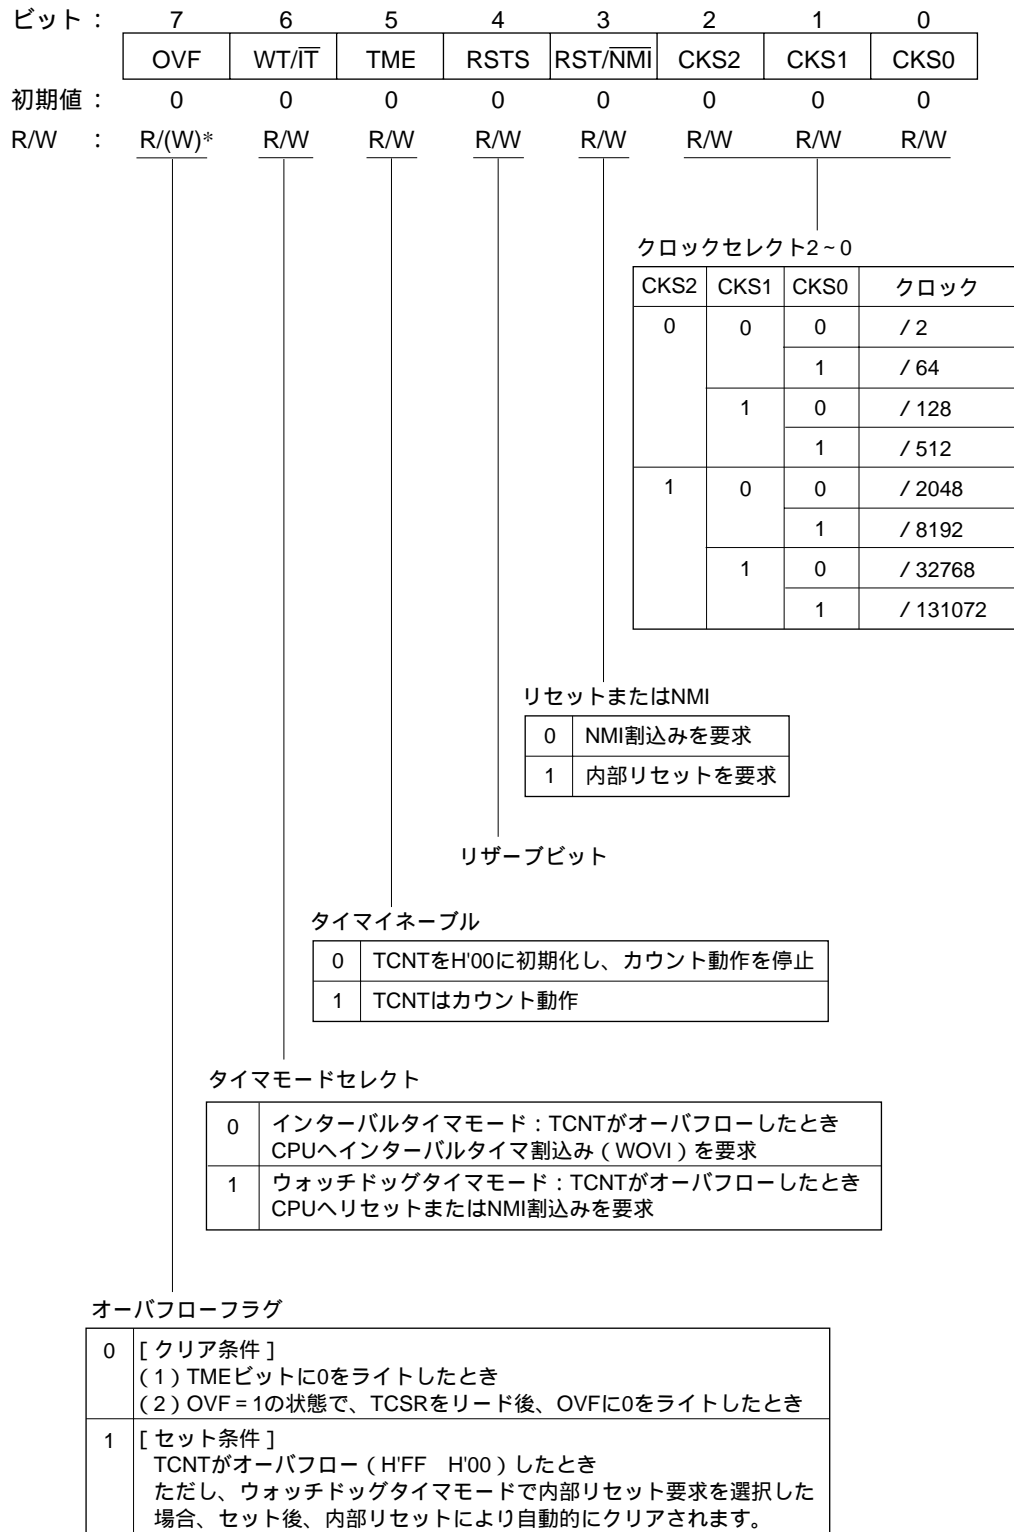 ビット： 7 6 5 4 3 2 1 0
OVF WT/I̅T̅ TME RSTS RST/N̅M̅I̅ CKS2 CKS1 CKS0
初期値： 0 0 0 0 0 0 0 0
R/W ： R/(W)* R/W R/W R/W R/W R/W R/W R/W
クロックセレクト2～0
CKS2 CKS1 CKS0 クロック
0 0 0 / 2
1 / 64
1 0 / 128
1 / 512
1 0 0 / 2048
1 / 8192
1 0 / 32768
1 / 131072
リセットまたはNMI
0 NMI割込みを要求
1 内部リセットを要求
リザーブビット
タイマイネーブル
0 TCNTをH'00に初期化し、カウント動作を停止
1 TCNTはカウント動作
タイマモードセレクト
0 インターバルタイマモード：TCNTがオーバフローしたとき
CPUへインターバルタイマ割込み（WOVI）を要求
1 ウォッチドッグタイマモード：TCNTがオーバフローしたとき
CPUへリセットまたはNMI割込みを要求
オーバフローフラグ
0 [ クリア条件 ]
（1）TMEビットに0をライトしたとき
（2）OVF = 1の状態で、TCSRをリード後、OVFに0をライトしたとき
1 [ セット条件 ]
TCNTがオーバフロー（H'FF H'00）したとき
ただし、ウォッチドッグタイマモードで内部リセット要求を選択した
場合、セット後、内部リセットにより自動的にクリアされます。